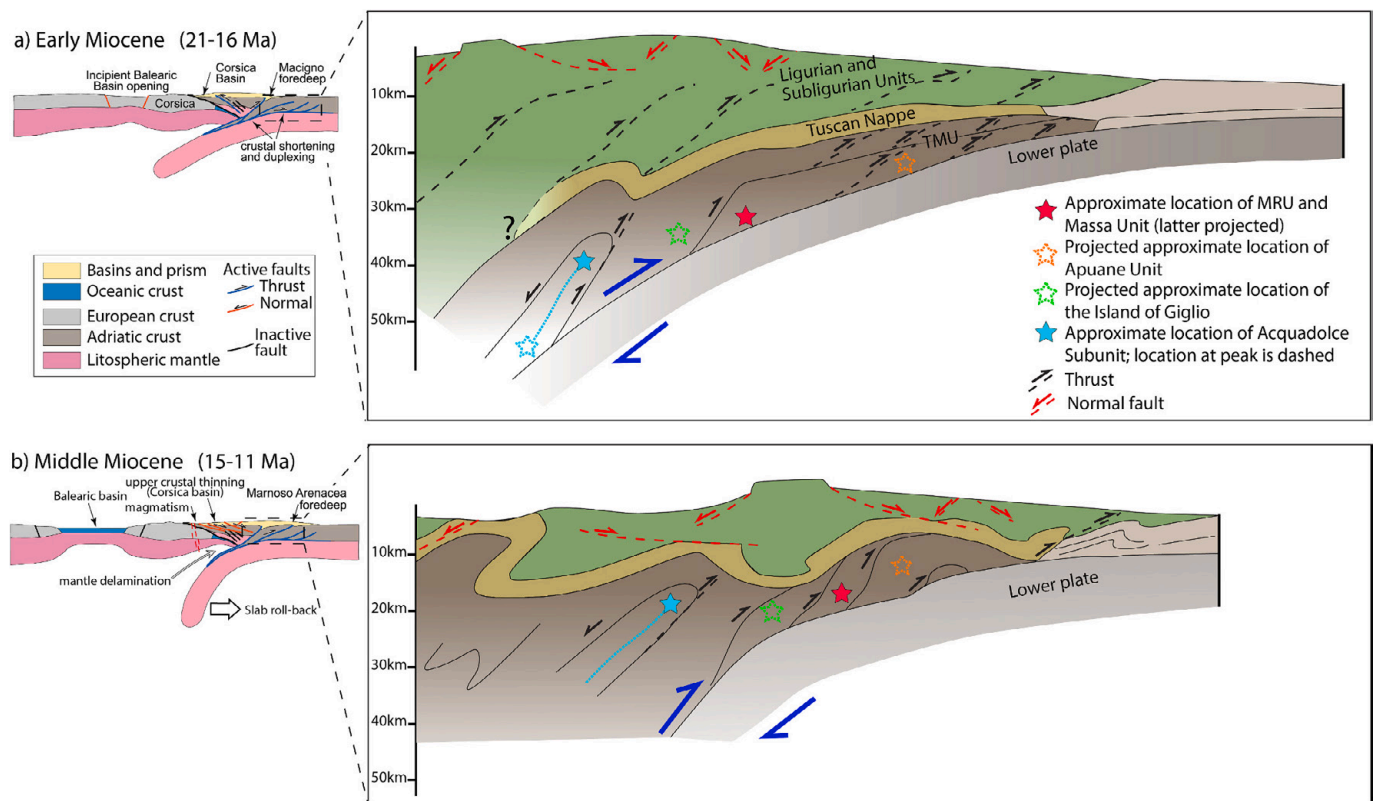 a) Early Miocene (21-16 Ma)
Incipient Balearic
Basin opening
Corsica
Basin
Macigno
foredeep
Corsica
crustal shortening
and duplexing
Basins and prism
Oceanic crust
European crust
Adriatic crust
Litospheric mantle
Active faults
Thrust
Normal
Inactive
fault
10km
20km
30km
40km
50km
?
Ligurian and
Subligurian Units
Tuscan Nappe
TMU
Lower plate
Approximate location of MRU and
Massa Unit (latter projected)
Projected approximate location of
Apuane Unit
Projected approximate location of
the Island of Giglio
Approximate location of Acquadolce
Subunit; location at peak is dashed
Thrust
Normal fault
b) Middle Miocene (15-11 Ma)
Balearic basin
upper crustal thinning
(Corsica basin)
magmatism
Marnoso Arenacea
foredeep
mantle delamination
Slab roll-back
10km
20km
30km
40km
50km
Lower plate